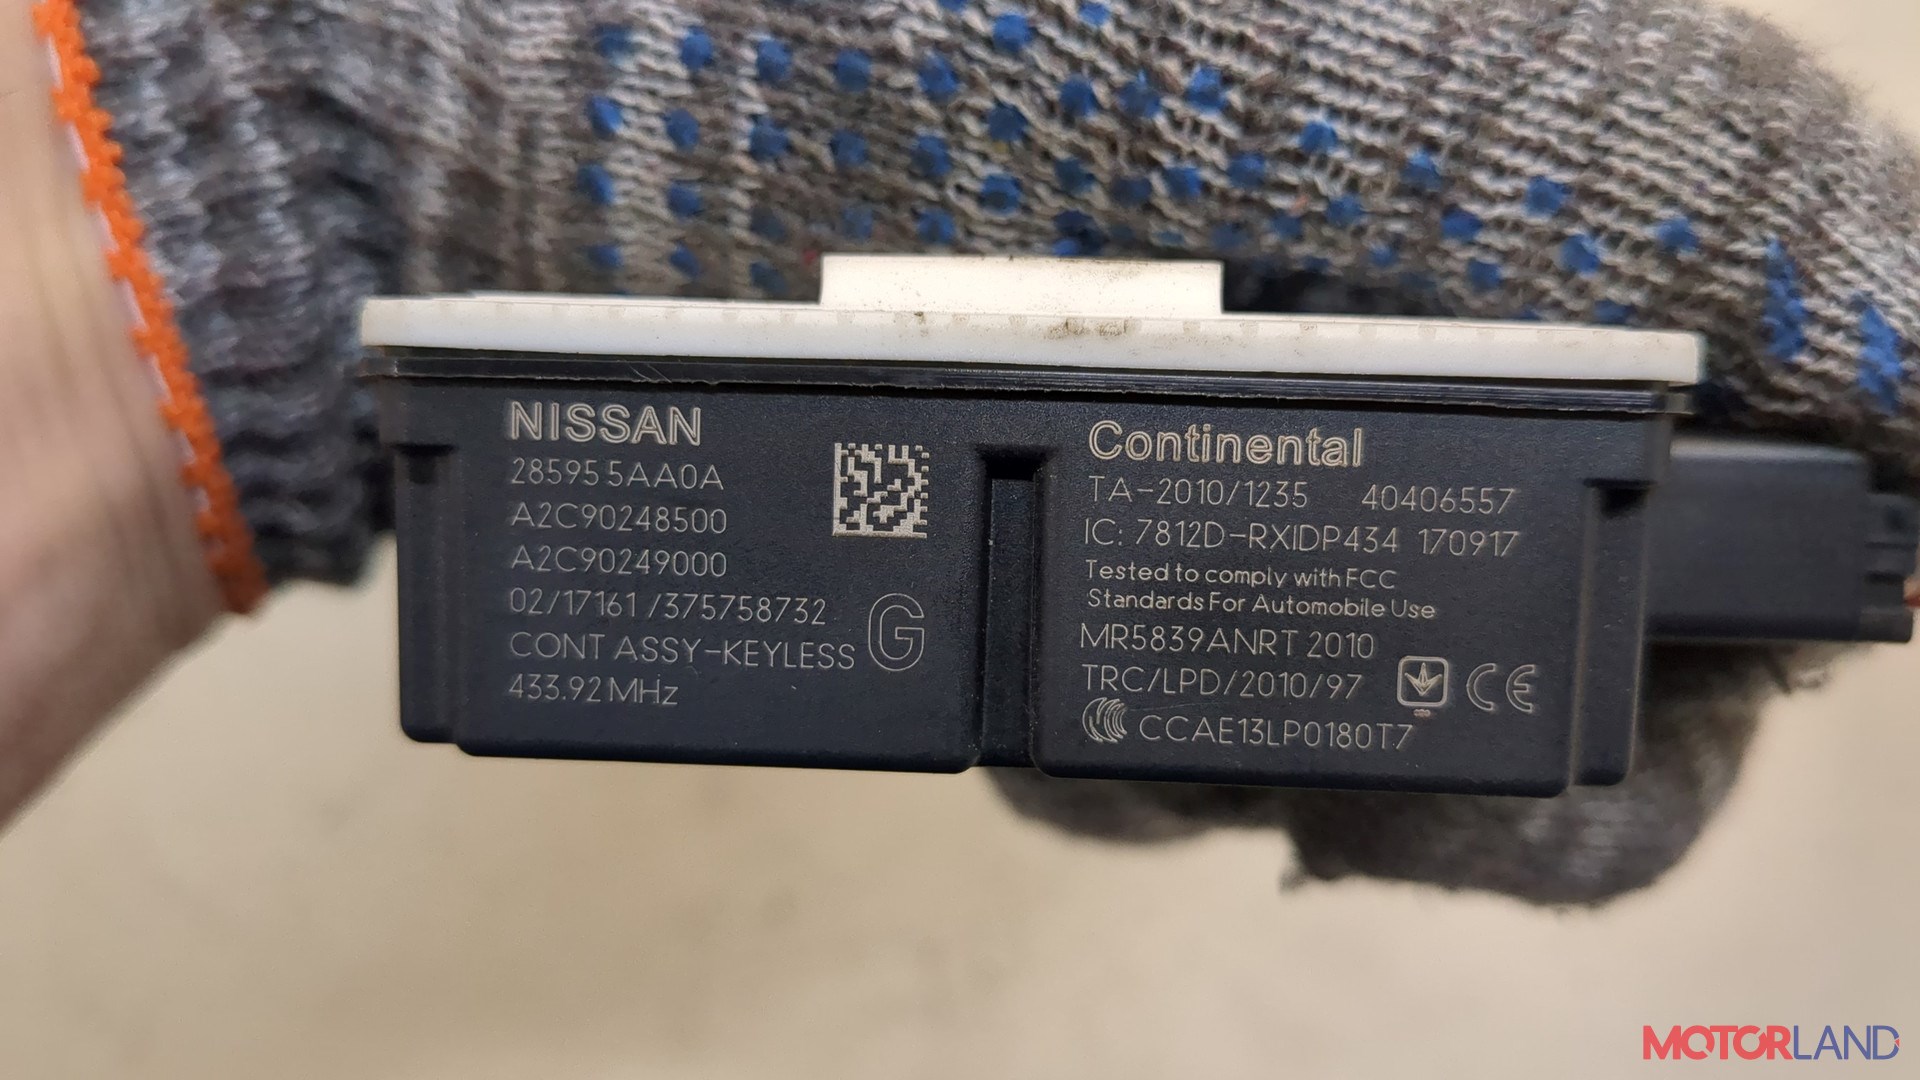 NISSAN
28595 5AA0A
A2C90248500
A2C90249000
02/17161/375758732
CONT ASSY-KEYLESS
433.92MHz
G
Continental
TA-2010/1235 40406557
IC: 7812D-RXIDP434 170917
Tested to comply with FCC
Standards For Automobile Use
MR5839ANRT 2010
TRC/LPD/2010/97
CE
CCAE13LP0180T7
MOTORLAND